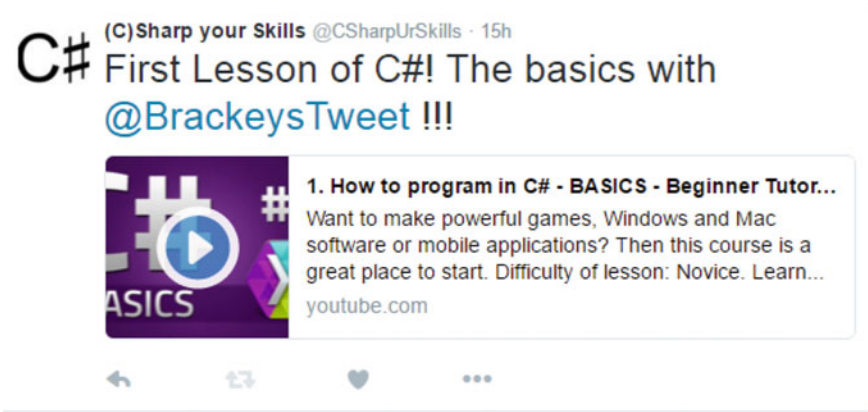 C#
(C)Sharp your Skills @CSharpUrSkills · 15h
First Lesson of C#! The basics with
@BrackeysTweet !!!
C#
#
ASICS
1. How to program in C# - BASICS - Beginner Tutor...
Want to make powerful games, Windows and Mac
software or mobile applications? Then this course is a
great place to start. Difficulty of lesson: Novice. Learn...
youtube.com